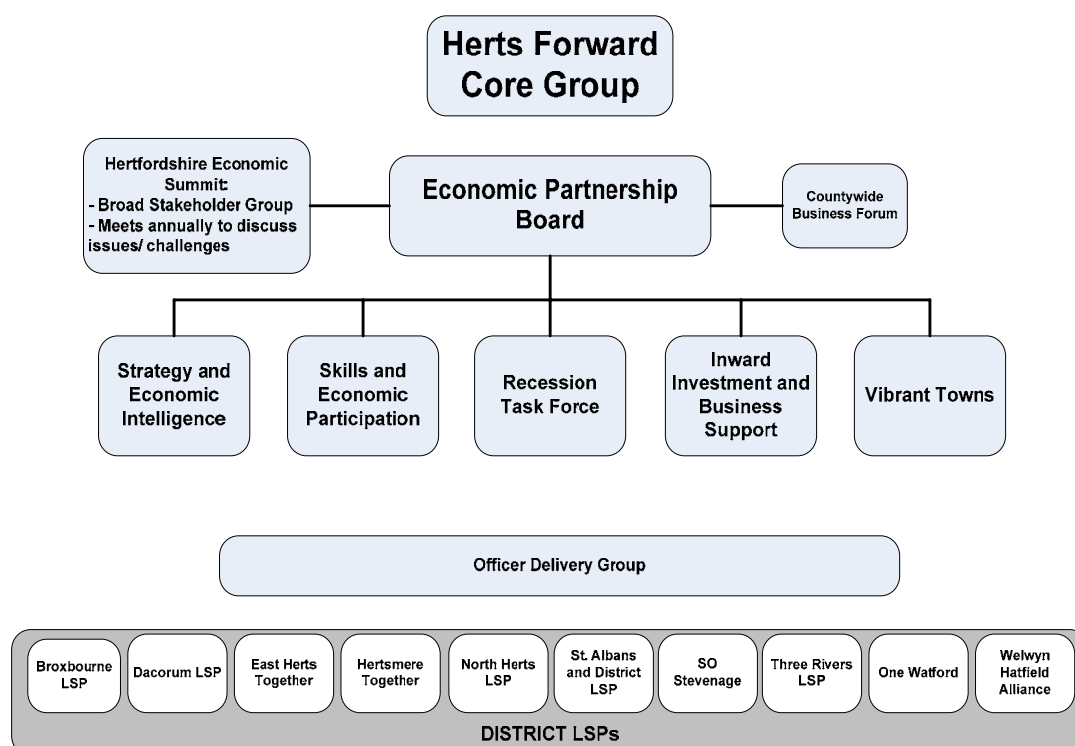 Herts Forward
Core Group
Hertfordshire Economic
Summit:
- Broad Stakeholder Group
- Meets annually to discuss
issues/ challenges
Economic Partnership
Board
Countywide
Business Forum
Strategy and
Economic
Intelligence
Skills and
Economic
Participation
Recession
Task Force
Inward
Investment and
Business
Support
Vibrant Towns
Officer Delivery Group
Broxbourne
LSP
Dacorum LSP
East Herts
Together
Hertsmere
Together
North Herts
LSP
St. Albans
and District
LSP
SO
Stevenage
Three Rivers
LSP
One Watford
Welwyn
Hatfield
Alliance
DISTRICT LSPs